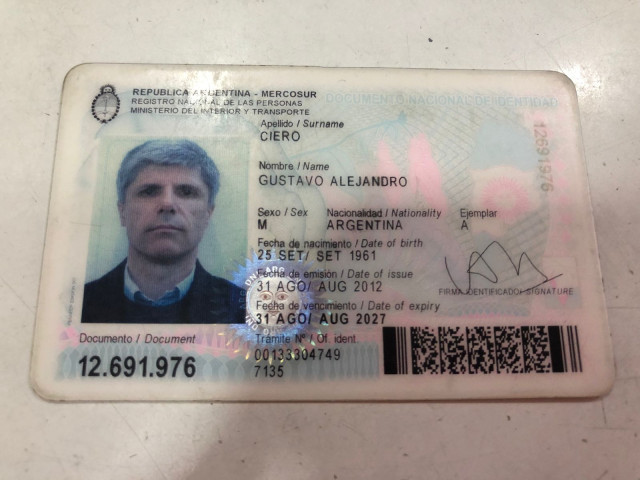 REPUBLICA ARGENTINA - MERCOSUR
REGISTRO NACIONAL DE LAS PERSONAS
MINISTERIO DEL INTERIOR Y TRANSPORTE
DOCUMENTO NACIONAL DE IDENTIDAD
Apellido / Surname
CIERO
Nombre / Name
GUSTAVO ALEJANDRO
Sexo / Sex Nacionalidad / Nationality Ejemplar
M ARGENTINA A
Fecha de nacimiento / Date of birth
25 SET/ SET 1961
Fecha de emisión / Date of issue
31 AGO/ AUG 2012
FIRMA IDENTIFICADO/ SIGNATURE
Fecha de vencimiento / Date of expiry
31 AGO/ AUG 2027
Documento / Document
12.691.976
Trámite N° / Of. ident.
00133304749
7135
12691976